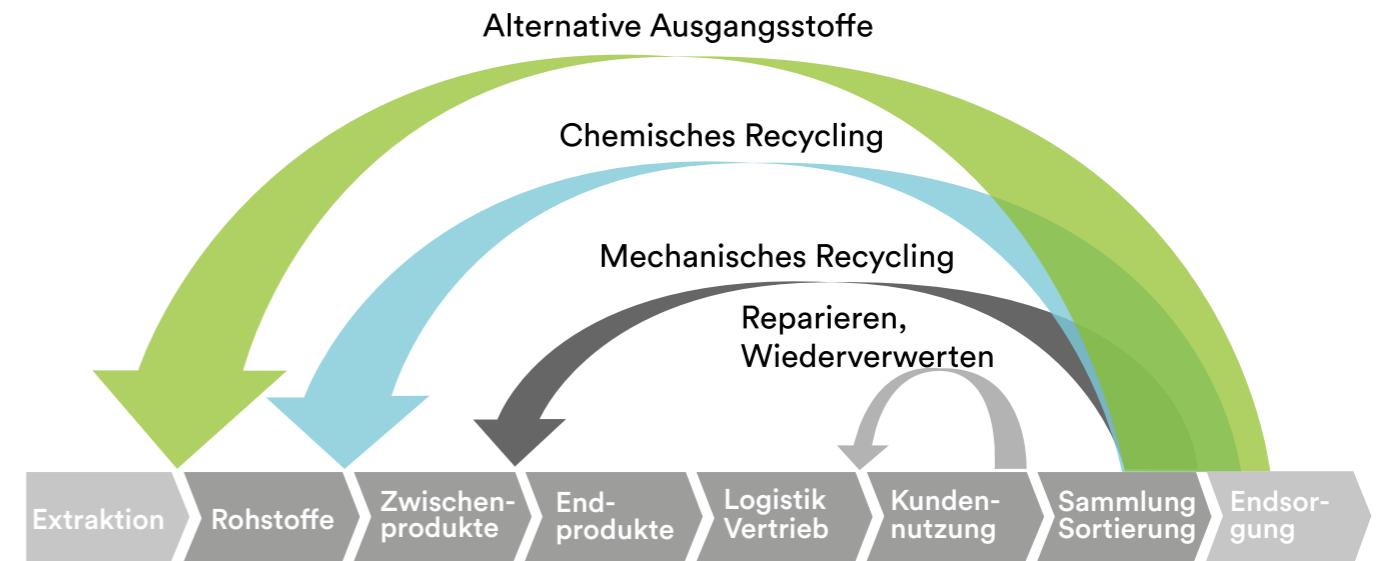 Alternative Ausgangsstoffe
Chemisches Recycling
Mechanisches Recycling
Reparieren,
Wiederverwerten
Extraktion
Rohstoffe
Zwischen-
produkte
End-
produkte
Logistik
Vertrieb
Kunden-
nutzung
Sammlung
Sortierung
Endsor-
gung